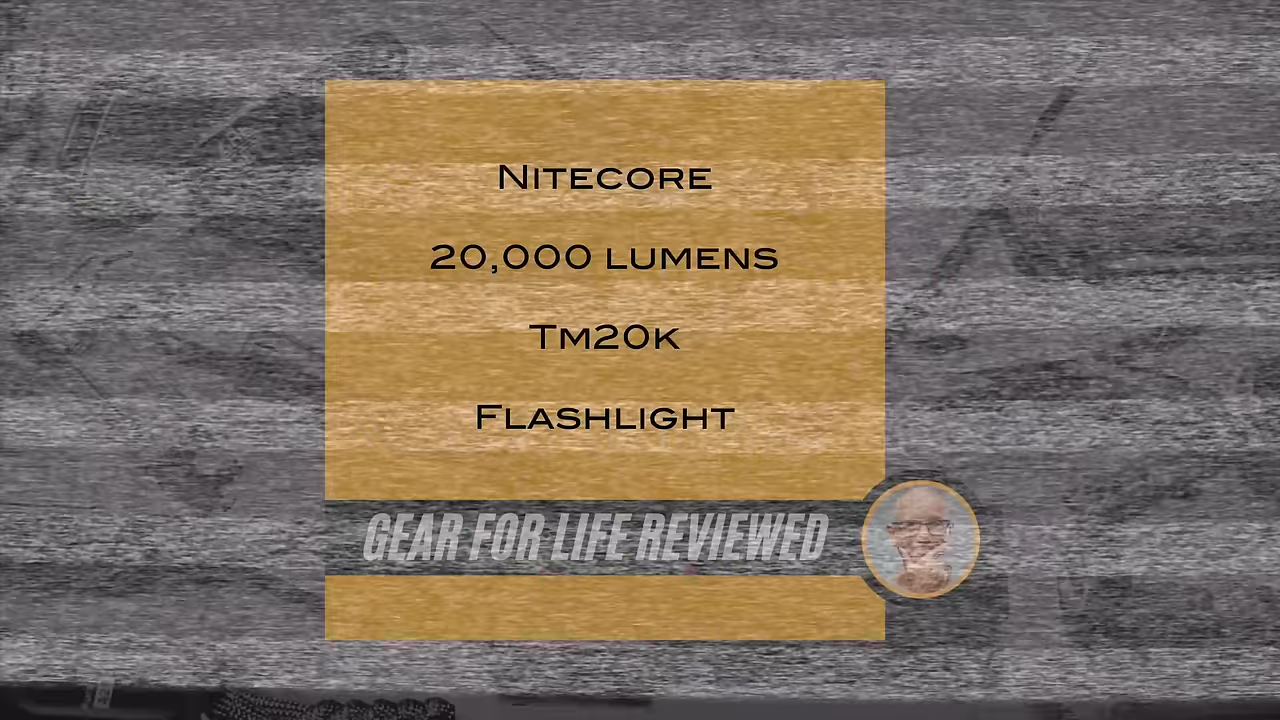 Nitecore
20,000 lumens
Tm20k
Flashlight
GEAR FOR LIFE REVIEWED